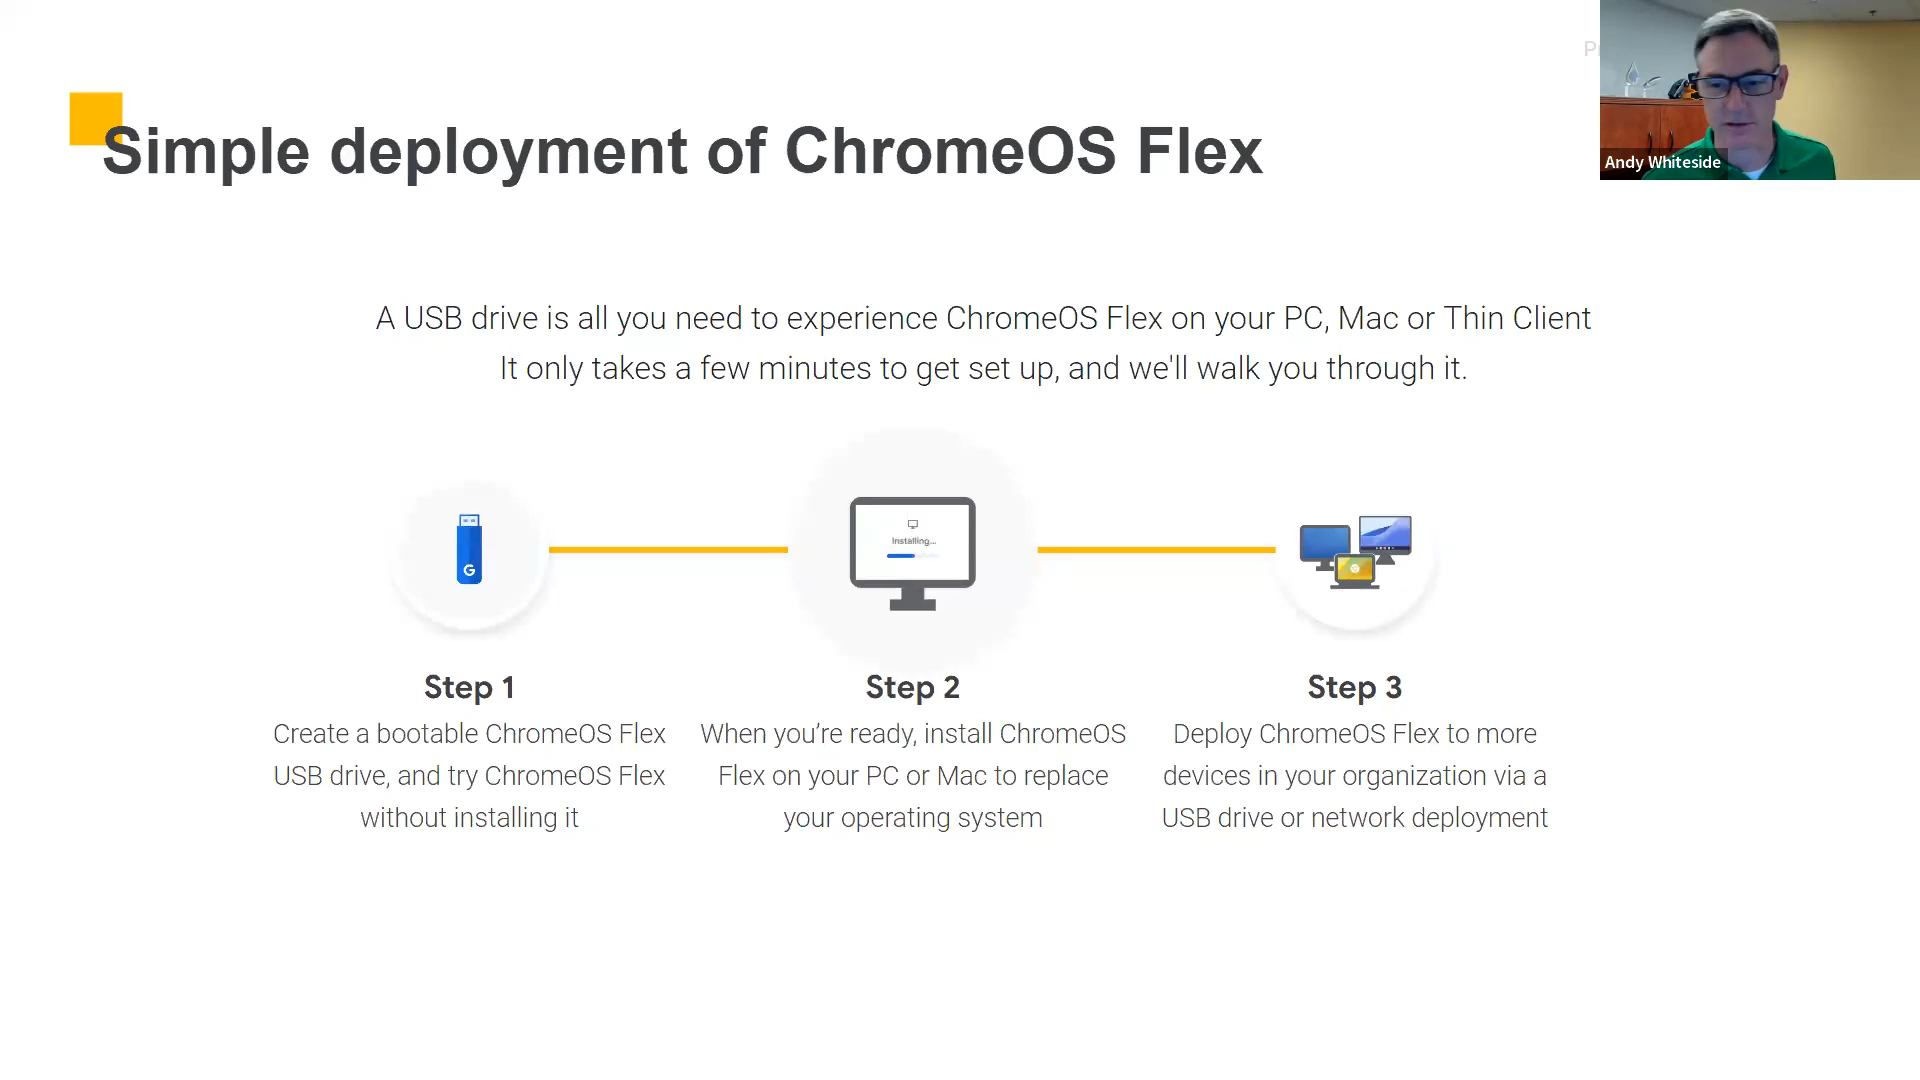 Simple deployment of ChromeOS Flex
Andy Whiteside
A USB drive is all you need to experience ChromeOS Flex on your PC, Mac or Thin Client
It only takes a few minutes to get set up, and we'll walk you through it.
G
Installing...
Step 1
Create a bootable ChromeOS Flex
USB drive, and try ChromeOS Flex
without installing it
Step 2
When you’re ready, install ChromeOS
Flex on your PC or Mac to replace
your operating system
Step 3
Deploy ChromeOS Flex to more
devices in your organization via a
USB drive or network deployment